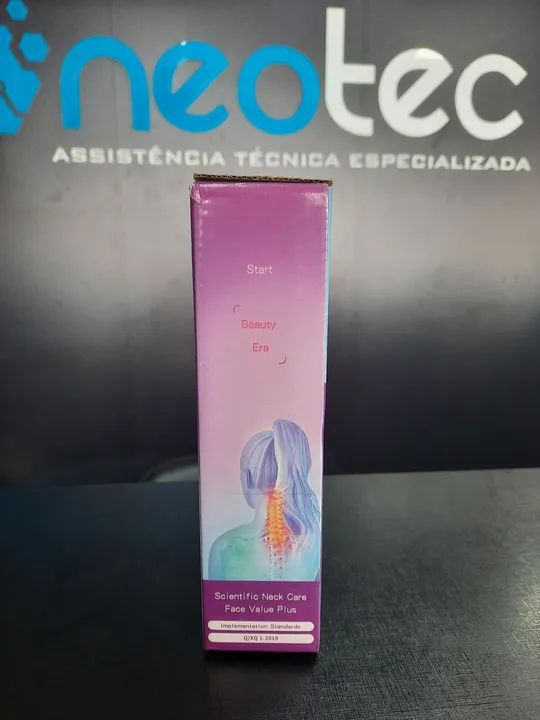 neotec
ASSISTÊNCIA TÉCNICA ESPECIALIZADA
Start
Beauty
Era
Scientific Neck Care
Face Value Plus
Implementation Standards
Q/XQ 1-2019